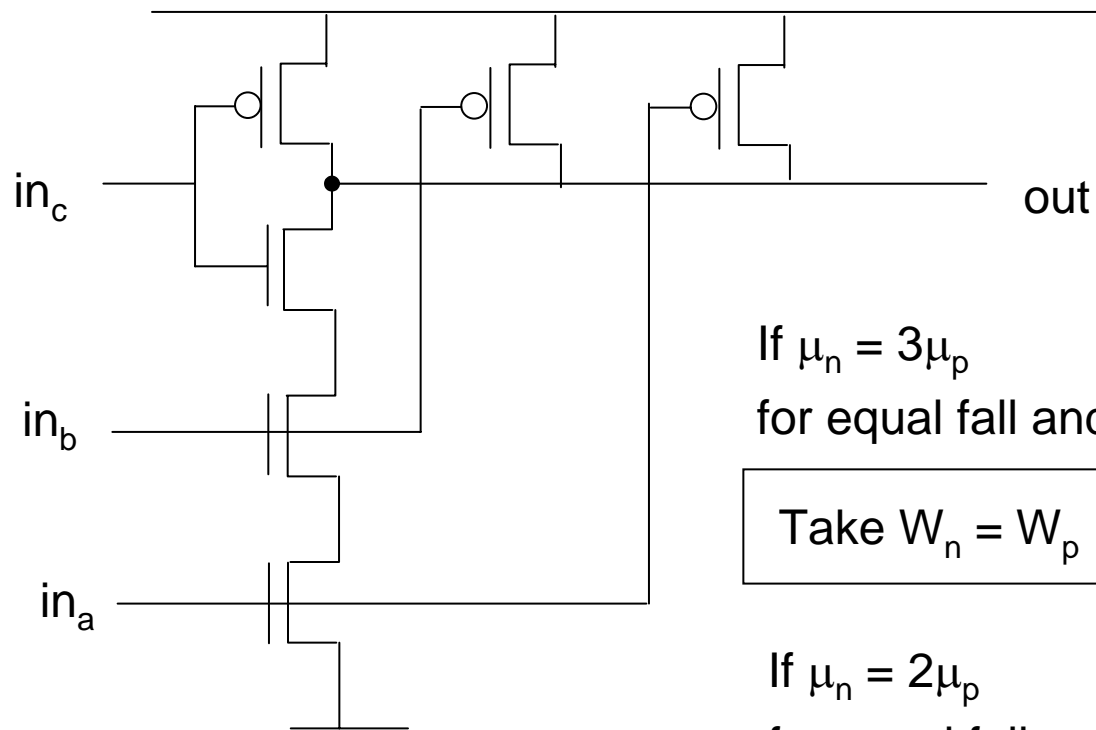 in_c
out
If μ_n = 3μ_p
in_b
for equal fall and
Take W_n = W_p
in_a
If μ_n = 2μ_p